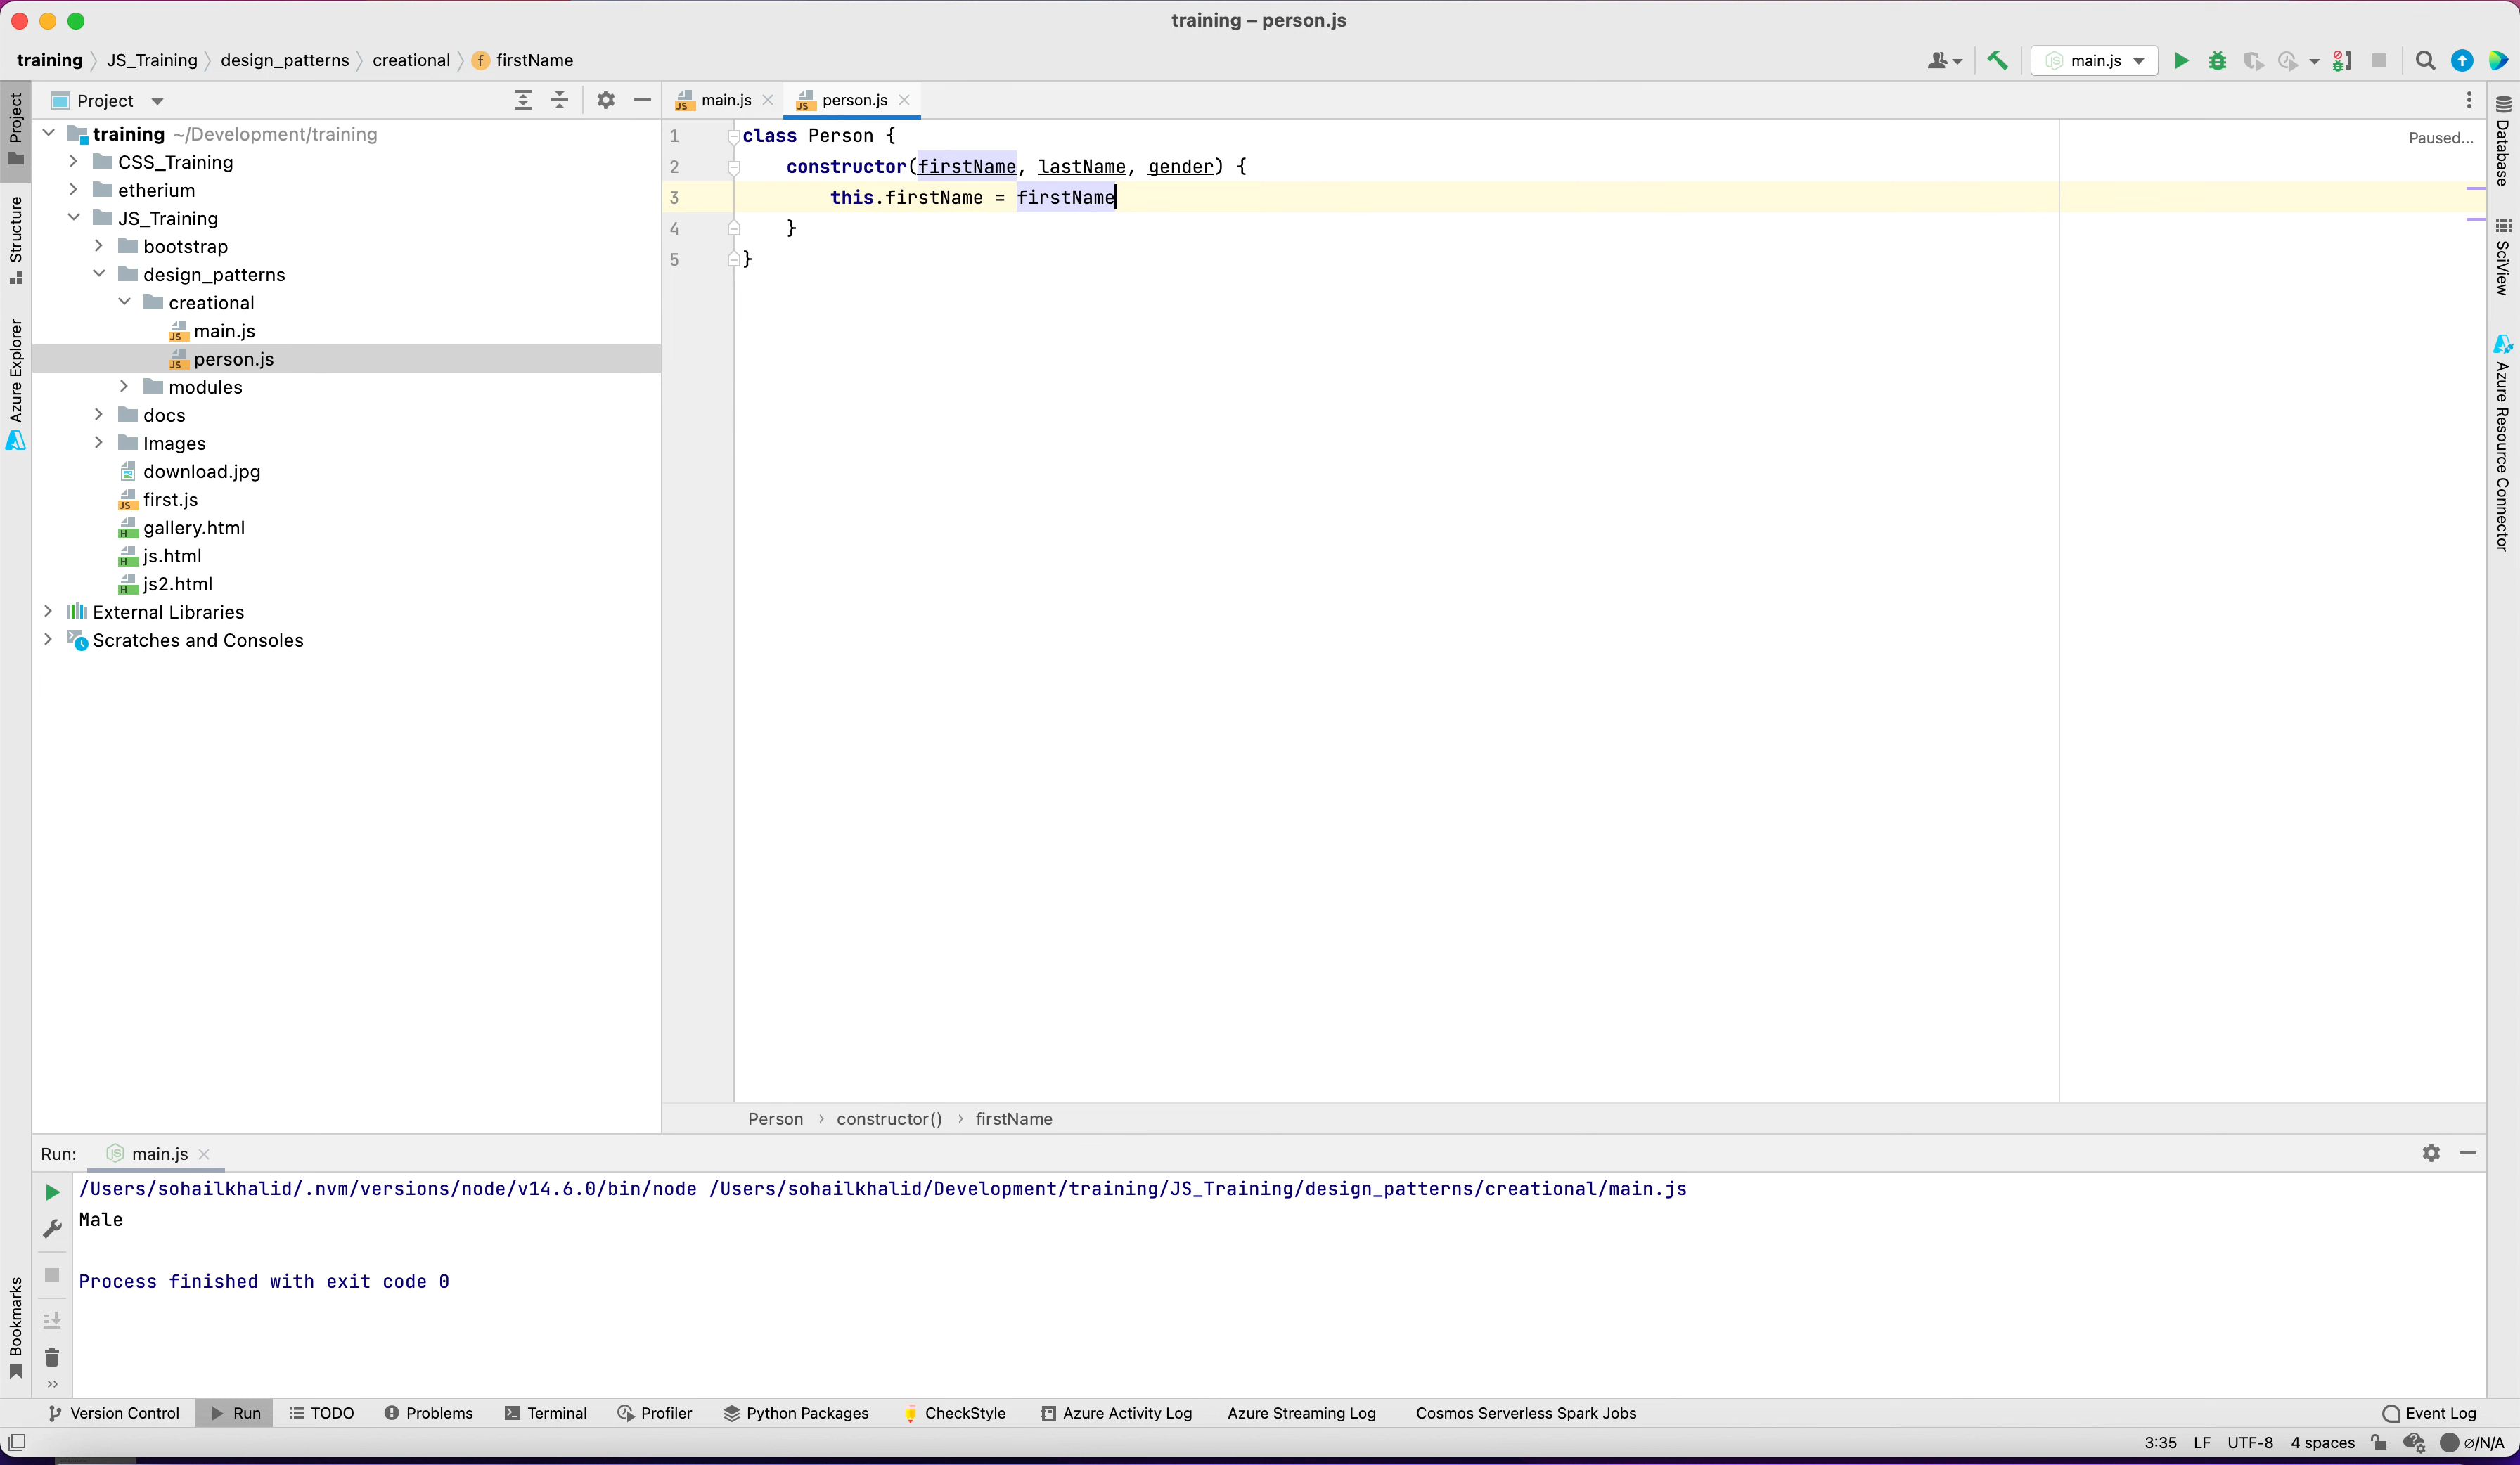 training – person.js
training JS_Training design_patterns creational f firstName
main.js
Project
main.js person.js
training ~/Development/training
CSS_Training
etherium
JS_Training
bootstrap
design_patterns
creational
main.js
person.js
modules
docs
Images
download.jpg
first.js
gallery.html
js.html
js2.html
External Libraries
Scratches and Consoles
Project
Structure
Azure Explorer
Bookmarks
1 class Person {
2 constructor(firstName, lastName, gender) {
3 this.firstName = firstName
4 }
5 }
Paused...
Database
SciView
Azure Resource Connector
Person › constructor() › firstName
Run: main.js
/Users/sohailkhalid/.nvm/versions/node/v14.6.0/bin/node /Users/sohailkhalid/Development/training/JS_Training/design_patterns/creational/main.js
Male
Process finished with exit code 0
Version Control Run TODO Problems Terminal Profiler Python Packages CheckStyle Azure Activity Log Azure Streaming Log Cosmos Serverless Spark Jobs Event Log
3:35 LF UTF-8 4 spaces ⌀/N/A